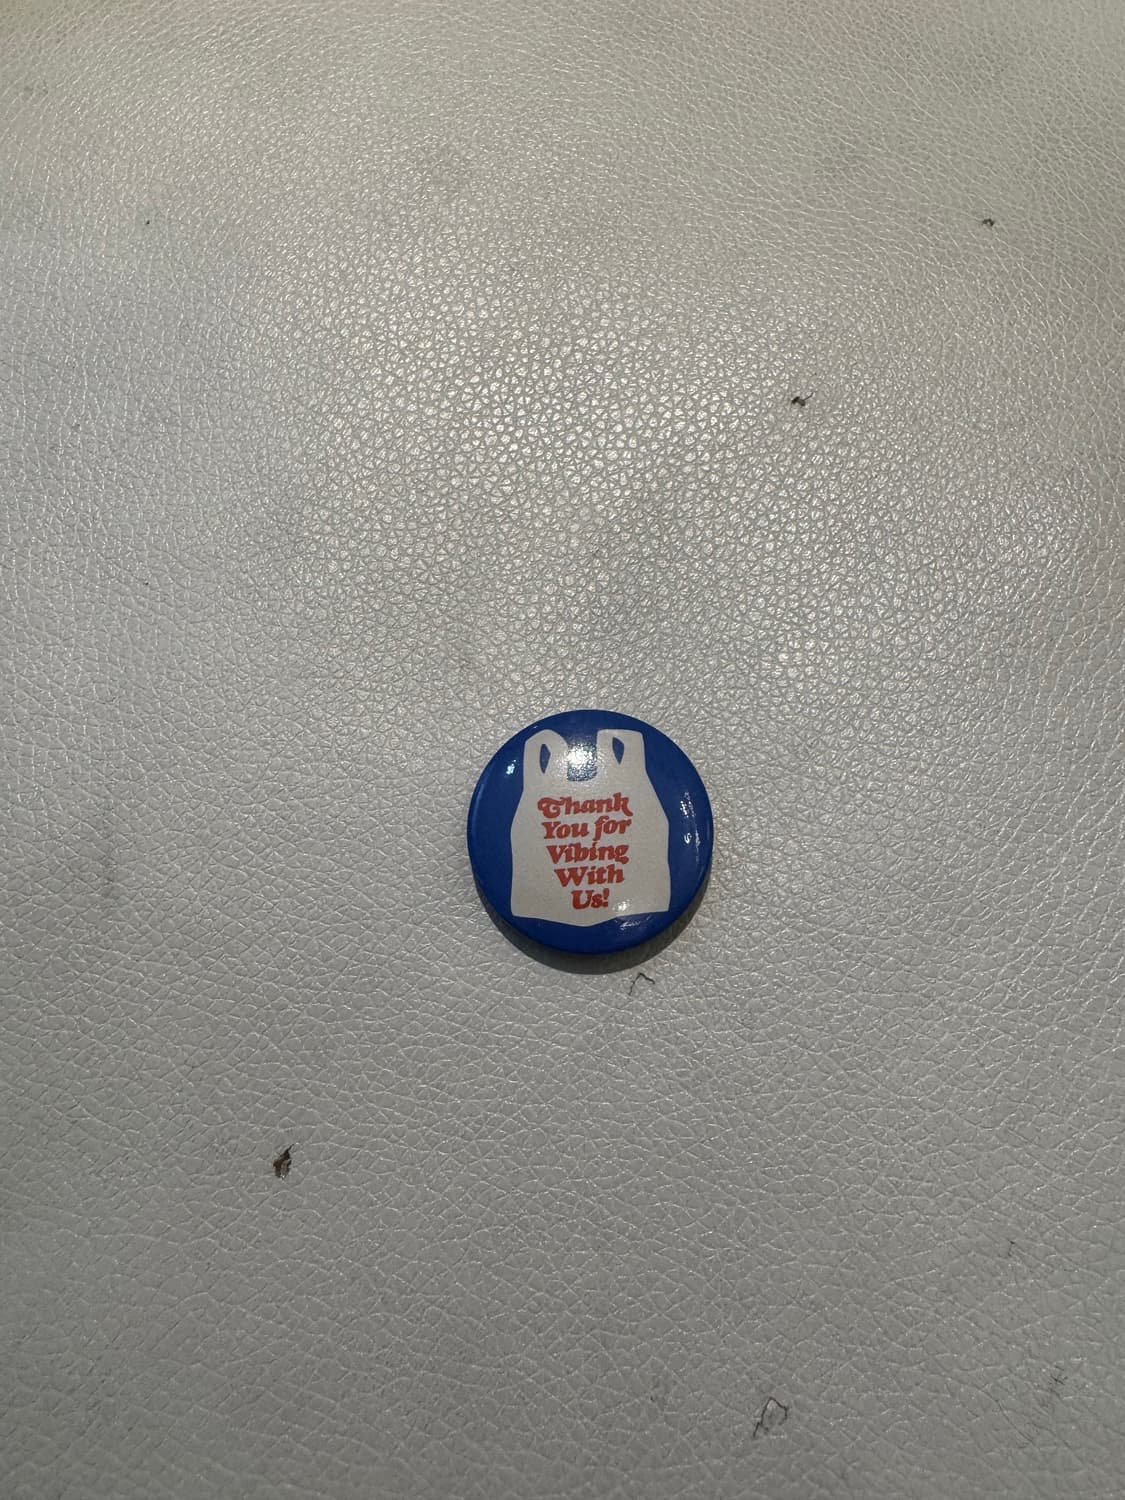 Thank
You for
Vibing
With
Us!